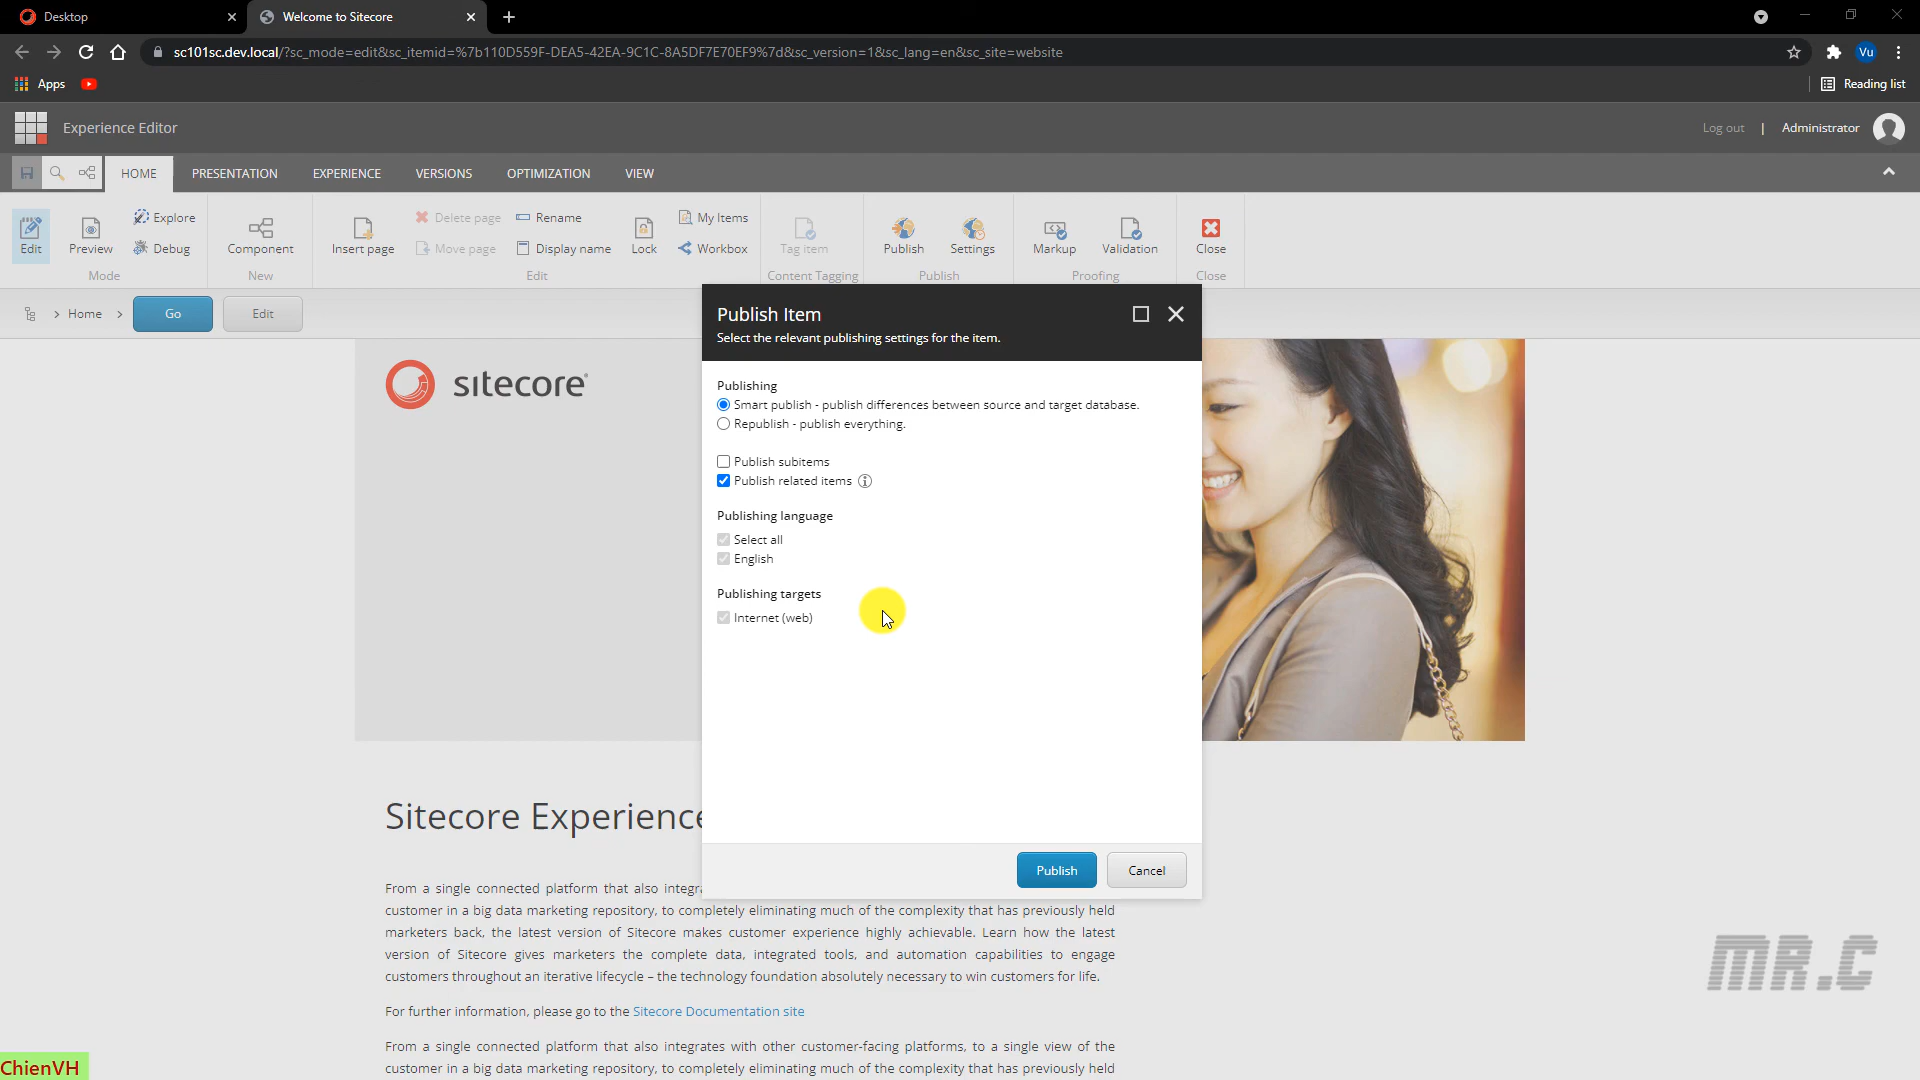 Desktop
Welcome to Sitecore
sc101sc.dev.local/?sc_mode=edit&sc_itemid=%7b110D559F-DEA5-42EA-9C1C-8A5DF7E70EF9%7d&sc_version=1&sc_lang=en&sc_site=website
Vu
Apps
Reading list
Experience Editor
Log out | Administrator
HOME PRESENTATION EXPERIENCE VERSIONS OPTIMIZATION VIEW
Explore Delete page Rename My Items
Edit Preview Debug Component Insert page Move page Display name Lock Workbox Tag item Publish Settings Markup Validation Close
Mode New Edit Content Tagging Publish Proofing Close
Home Go Edit
Publish Item
Select the relevant publishing settings for the item.
sitecore
Publishing
Smart publish - publish differences between source and target database.
Republish - publish everything.
Publish subitems
Publish related items
Publishing language
Select all
English
Publishing targets
Internet (web)
Publish Cancel
Sitecore Experience
From a single connected platform that also integra
customer in a big data marketing repository, to completely eliminating much of the complexity that has previously held
marketers back, the latest version of Sitecore makes customer experience highly achievable. Learn how the latest
version of Sitecore gives marketers the complete data, integrated tools, and automation capabilities to engage
customers throughout an iterative lifecycle – the technology foundation absolutely necessary to win customers for life.
For further information, please go to the Sitecore Documentation site
From a single connected platform that also integrates with other customer-facing platforms, to a single view of the
customer in a big data marketing repository, to completely eliminating much of the complexity that has previously held
MR.C
ChienVH